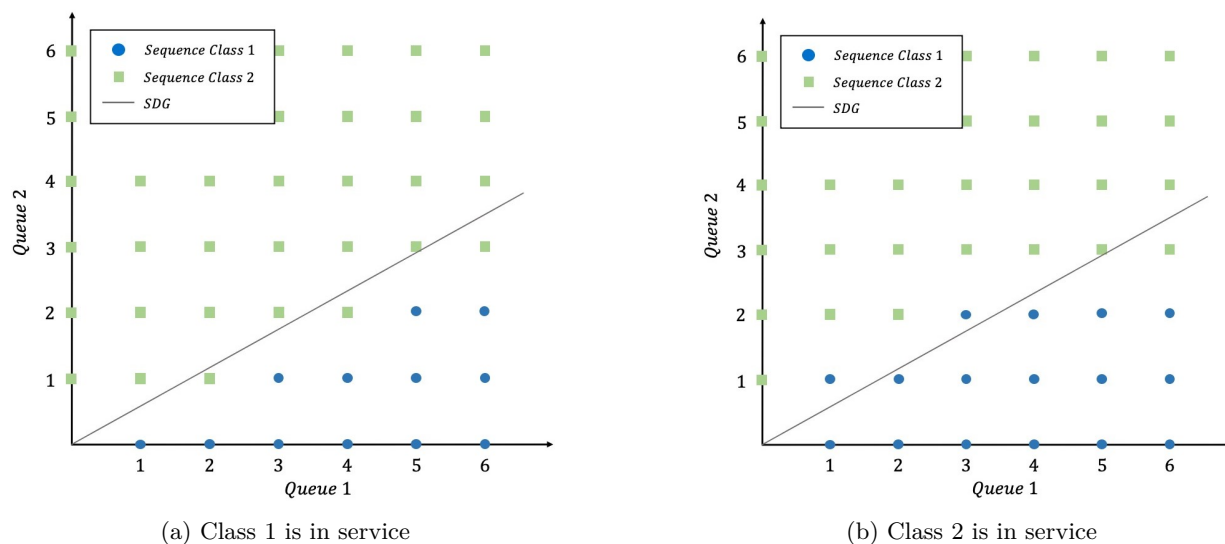 6
5
4
3
2
1
Queue 2
Sequence Class 1
Sequence Class 2
SDG
1 2 3 4 5 6
Queue 1
(a) Class 1 is in service
6
5
4
3
2
1
Queue 2
Sequence Class 1
Sequence Class 2
SDG
1 2 3 4 5 6
Queue 1
(b) Class 2 is in service